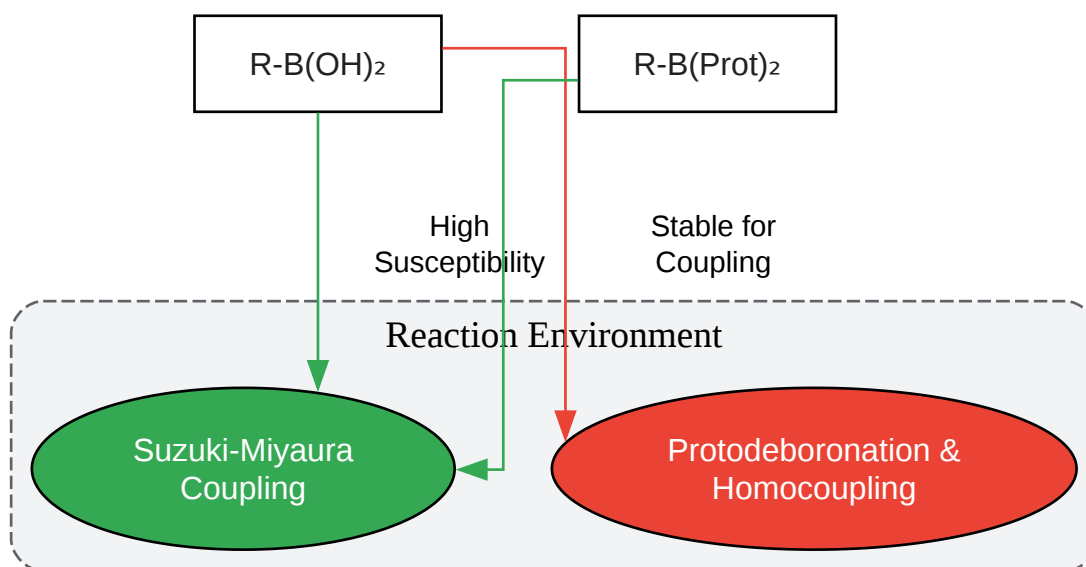 R-B(OH)₂
R-B(Prot)₂
High
Susceptibility
Stable for
Coupling
Reaction Environment
Suzuki-Miyaura
Coupling
Protodeboronation &
Homocoupling